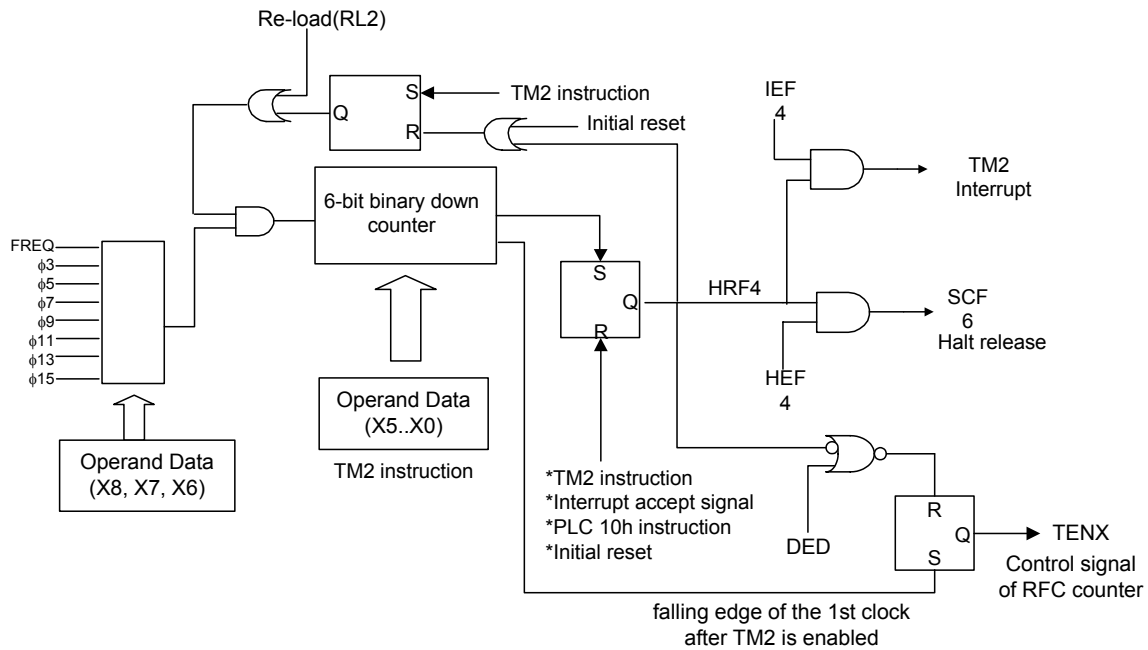 Re-load(RL2)
S
Q
R
TM2 instruction
Initial reset
IEF
4
TM2
Interrupt
6-bit binary down
counter
FREQ
ϕ3
ϕ5
ϕ7
ϕ9
ϕ11
ϕ13
ϕ15
S
Q
R
HRF4
SCF
6
Halt release
HEF
4
Operand Data
(X5..X0)
TM2 instruction
Operand Data
(X8, X7, X6)
*TM2 instruction
*Interrupt accept signal
*PLC 10h instruction
*Initial reset
DED
R
Q
S
TENX
Control signal
of RFC counter
falling edge of the 1st clock
after TM2 is enabled